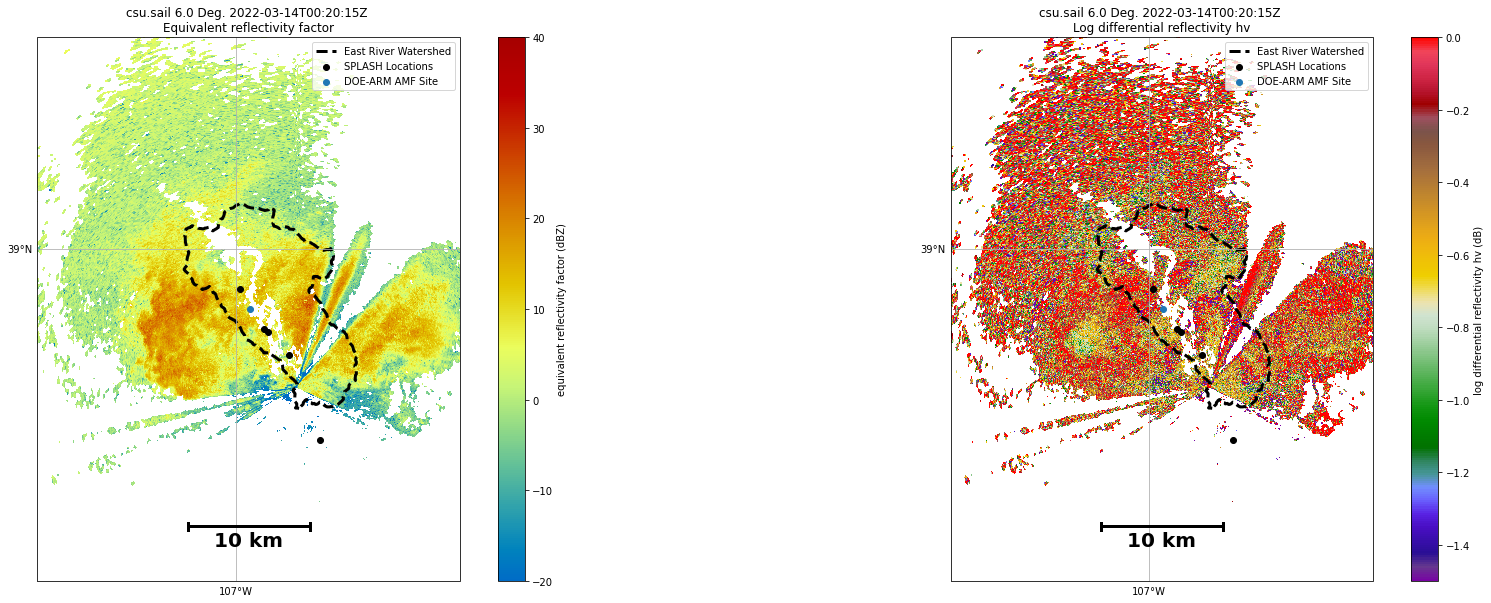 csu.sail 6.0 Deg. 2022-03-14T00:20:15Z
Equivalent reflectivity factor
East River Watershed
SPLASH Locations
DOE-ARM AMF Site
39°N
107°W
10 km
40
30
20
10
0
−10
−20
equivalent reflectivity factor (dBZ)
csu.sail 6.0 Deg. 2022-03-14T00:20:15Z
Log differential reflectivity hv
East River Watershed
SPLASH Locations
DOE-ARM AMF Site
39°N
107°W
10 km
0.0
−0.2
−0.4
−0.6
−0.8
−1.0
−1.2
−1.4
log differential reflectivity hv (dB)